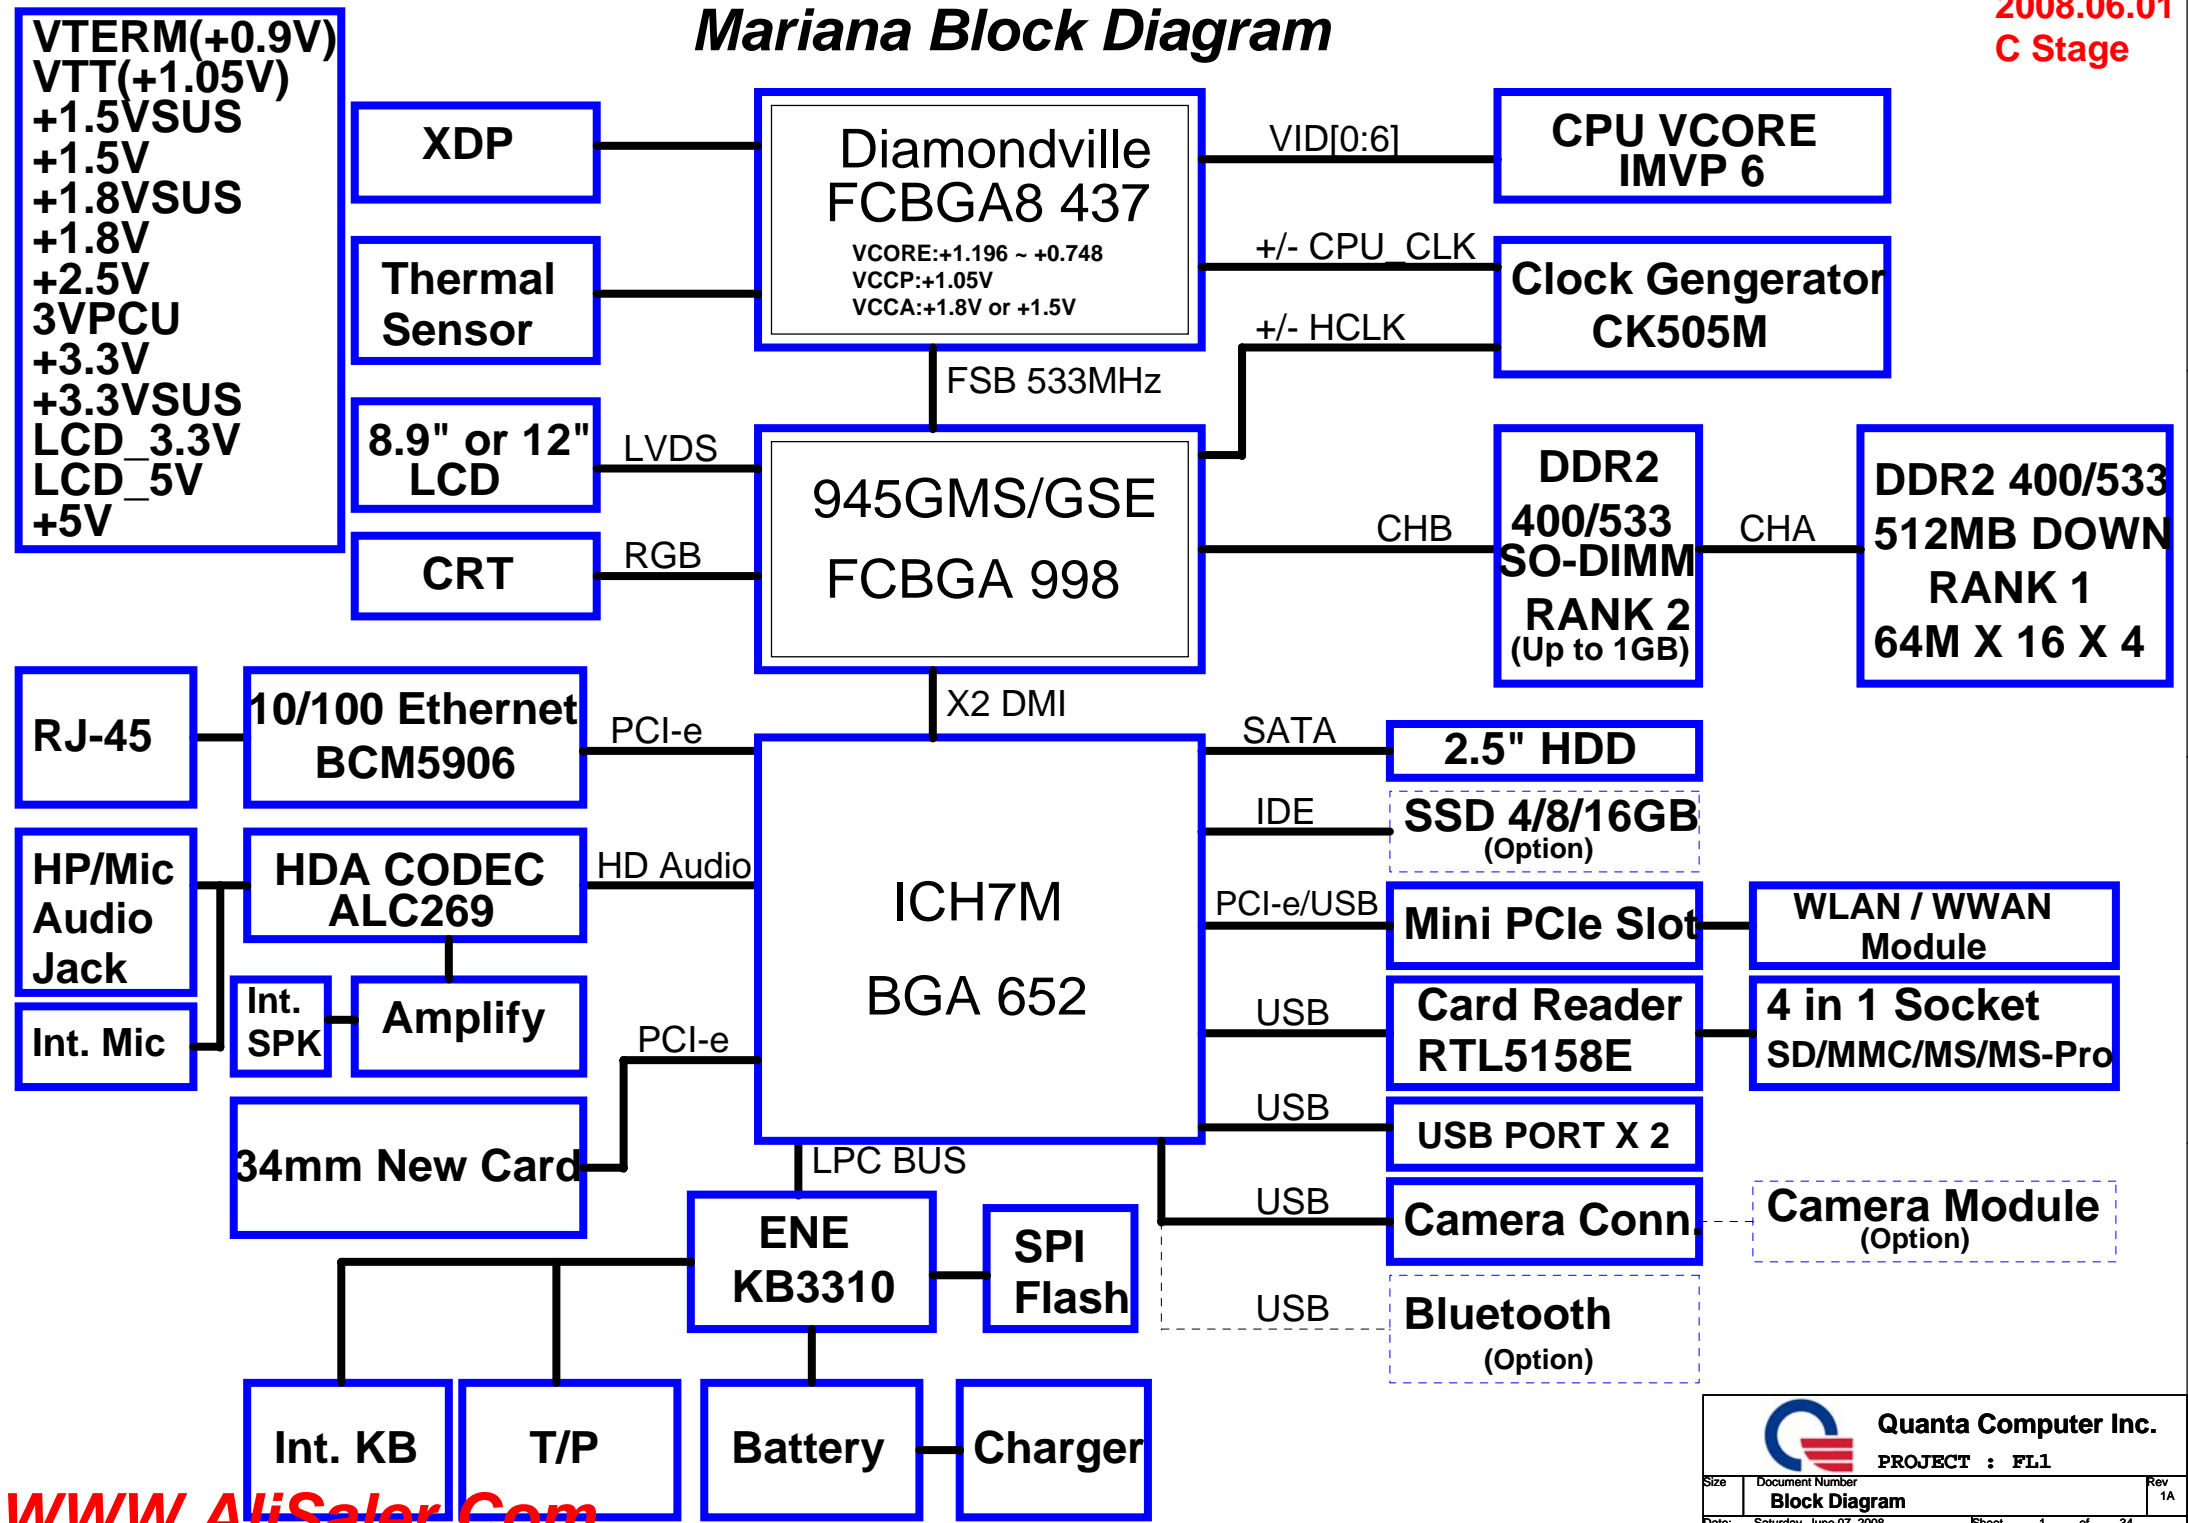 Mariana Block Diagram
2008.06.01
C Stage
VTERM(+0.9V)
VTT(+1.05V)
+1.5VSUS
+1.5V
+1.8VSUS
+1.8V
+2.5V
3VPCU
+3.3V
+3.3VSUS
LCD_3.3V
LCD_5V
+5V
XDP
Thermal
Sensor
Diamondville
FCBGA8 437
VCORE:+1.196 ~ +0.748
VCCP:+1.05V
VCCA:+1.8V or +1.5V
VID[0:6]
CPU VCORE
IMVP 6
+/- CPU_CLK
+/- HCLK
Clock Gengerator
CK505M
FSB 533MHz
8.9" or 12"
LCD
LVDS
CRT
RGB
945GMS/GSE
FCBGA 998
CHB
DDR2
400/533
SO-DIMM
RANK 2
(Up to 1GB)
CHA
DDR2 400/533
512MB DOWN
RANK 1
64M X 16 X 4
X2 DMI
RJ-45
10/100 Ethernet
BCM5906
PCI-e
HP/Mic
Audio
Jack
HDA CODEC
ALC269
HD Audio
Int. Mic
Int.
SPK
Amplify
PCI-e
34mm New Card
ICH7M
BGA 652
SATA
2.5" HDD
IDE
SSD 4/8/16GB
(Option)
PCI-e/USB
Mini PCIe Slot
WLAN / WWAN
Module
USB
Card Reader
RTL5158E
4 in 1 Socket
SD/MMC/MS/MS-Pro
USB
USB PORT X 2
USB
Camera Conn.
Camera Module
(Option)
USB
Bluetooth
(Option)
LPC BUS
ENE
KB3310
SPI
Flash
Int. KB
T/P
Battery
Charger
WWW.AliSaler.Com
Quanta Computer Inc.
PROJECT : FL1
Size
Document Number
Rev
Block Diagram
1A
Date:
Saturday, June 07, 2008
Sheet 1 of 34